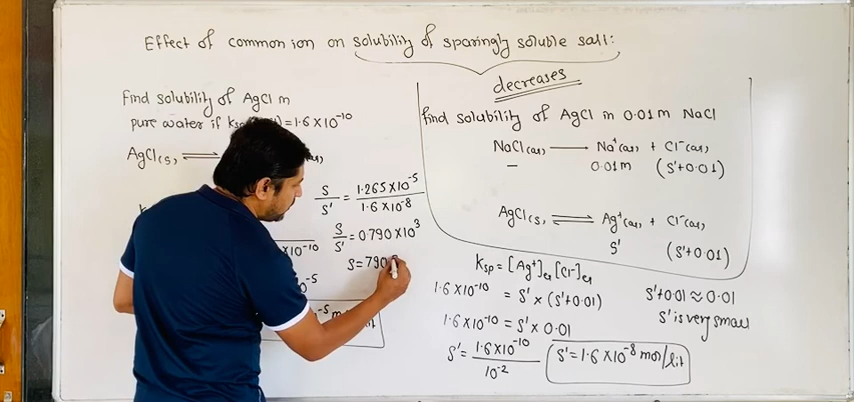 Effect of common ion on solubility of sparingly soluble salt:
decreases
Find solubility of AgCl in
pure water if Ksp = 1.6 × 10⁻¹⁰
AgCl(s) ⇌
S/S' = 1.265 × 10⁻⁵ / 1.6 × 10⁻⁸
S/S' = 0.790 × 10³
S = 790
× 10⁻¹⁰
find solubility of AgCl in 0.01m NaCl
NaCl(aq) ⟶ Na⁺(aq) + Cl⁻(aq)
— 0.01m (S'+0.01)
AgCl(s) ⇌ Ag⁺(aq) + Cl⁻(aq)
S' (S'+0.01)
Ksp = [Ag⁺]eq [Cl⁻]eq
1.6 × 10⁻¹⁰ = S' × (S'+0.01)
S'+0.01 ≈ 0.01
S' is very small
1.6 × 10⁻¹⁰ = S' × 0.01
S' = 1.6 × 10⁻¹⁰ / 10⁻²
S' = 1.6 × 10⁻⁸ mol/lit